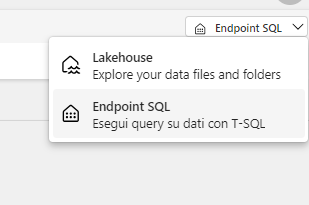 Endpoint SQL
Lakehouse
Explore your data files and folders
Endpoint SQL
Esegui query su dati con T-SQL